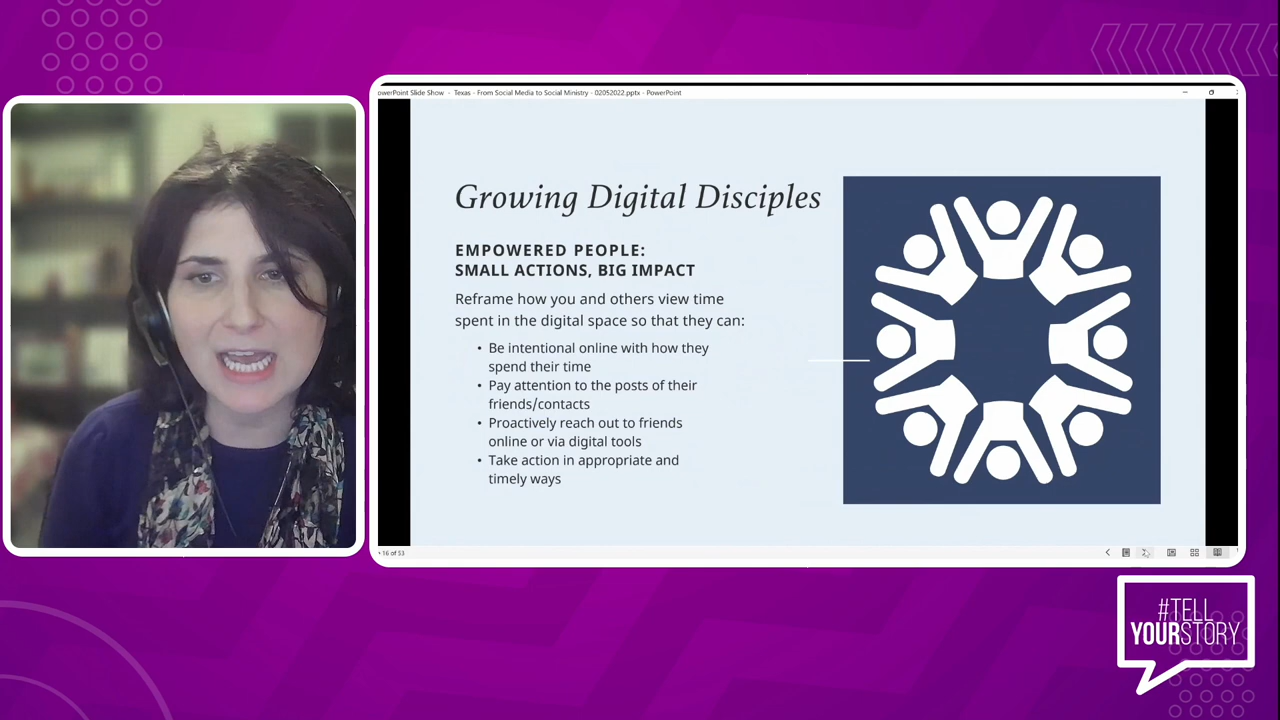 owerPoint Slide Show - Texas - From Social Media to Social Ministry - 02052022.pptx - PowerPoint
Growing Digital Disciples
EMPOWERED PEOPLE:
SMALL ACTIONS, BIG IMPACT
Reframe how you and others view time
spent in the digital space so that they can:
• Be intentional online with how they
spend their time
• Pay attention to the posts of their
friends/contacts
• Proactively reach out to friends
online or via digital tools
• Take action in appropriate and
timely ways
16 of 53
#TELL
YOURSTORY